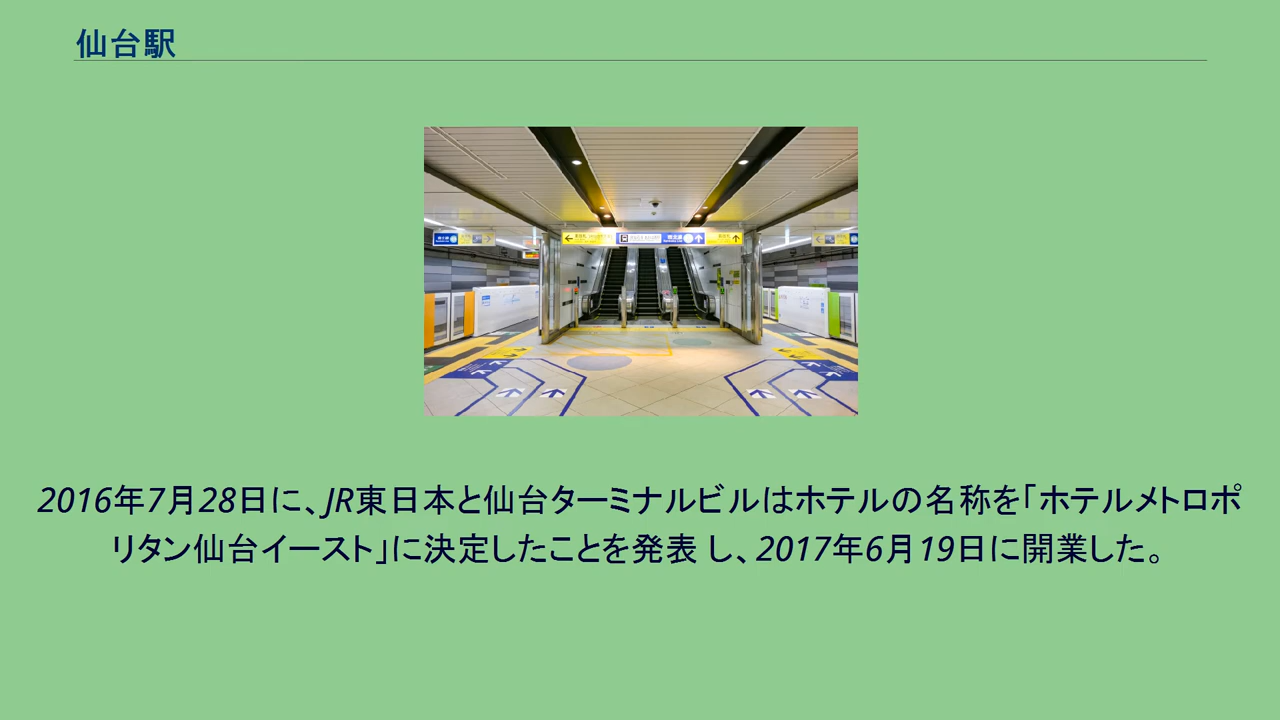 仙台駅
2016年7月28日に、JR東日本と仙台ターミナルビルはホテルの名称を「ホテルメトロポ
リタン仙台イースト」に決定したことを発表 し、2017年6月19日に開業した。